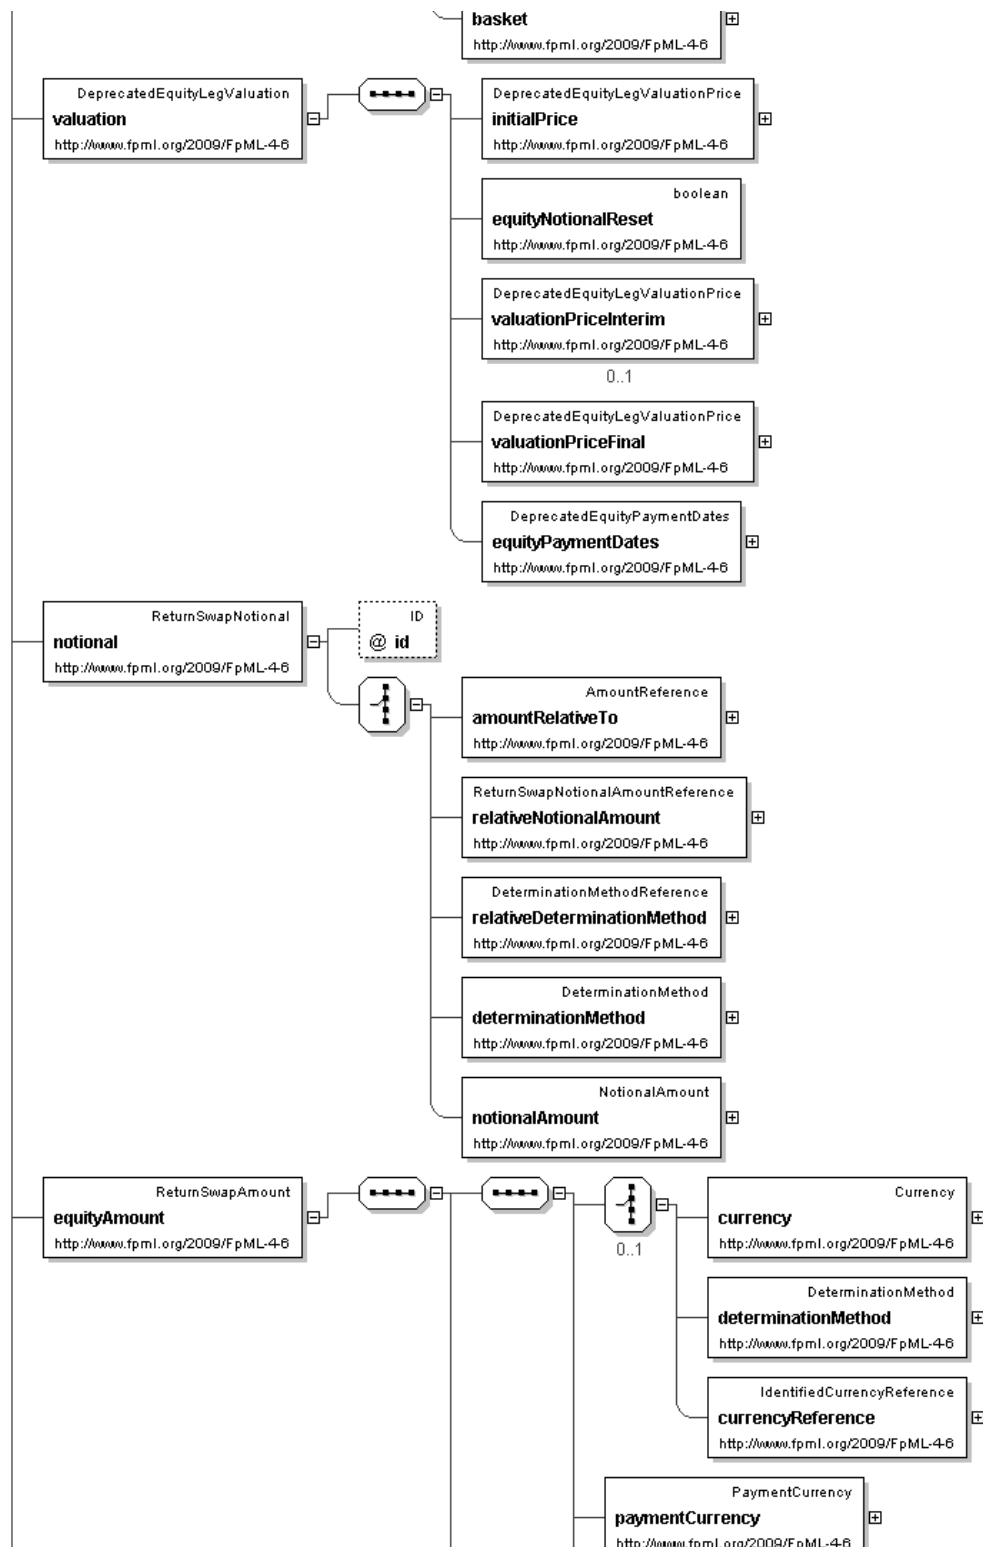 basket
http://www.fpml.org/2009/FpML-4-6
DeprecatedEquityLegValuation
valuation
http://www.fpml.org/2009/FpML-4-6
DeprecatedEquityLegValuationPrice
initialPrice
http://www.fpml.org/2009/FpML-4-6
boolean
equityNotionalReset
http://www.fpml.org/2009/FpML-4-6
DeprecatedEquityLegValuationPrice
valuationPriceInterim
http://www.fpml.org/2009/FpML-4-6
0..1
DeprecatedEquityLegValuationPrice
valuationPriceFinal
http://www.fpml.org/2009/FpML-4-6
DeprecatedEquityPaymentDates
equityPaymentDates
http://www.fpml.org/2009/FpML-4-6
ReturnSwapNotional
notional
http://www.fpml.org/2009/FpML-4-6
ID
@ id
AmountReference
amountRelativeTo
http://www.fpml.org/2009/FpML-4-6
ReturnSwapNotionalAmountReference
relativeNotionalAmount
http://www.fpml.org/2009/FpML-4-6
DeterminationMethodReference
relativeDeterminationMethod
http://www.fpml.org/2009/FpML-4-6
DeterminationMethod
determinationMethod
http://www.fpml.org/2009/FpML-4-6
NotionalAmount
notionalAmount
http://www.fpml.org/2009/FpML-4-6
ReturnSwapAmount
equityAmount
http://www.fpml.org/2009/FpML-4-6
0..1
Currency
currency
http://www.fpml.org/2009/FpML-4-6
DeterminationMethod
determinationMethod
http://www.fpml.org/2009/FpML-4-6
IdentifiedCurrencyReference
currencyReference
http://www.fpml.org/2009/FpML-4-6
PaymentCurrency
paymentCurrency
http://www.fpml.org/2009/FpML-4-6